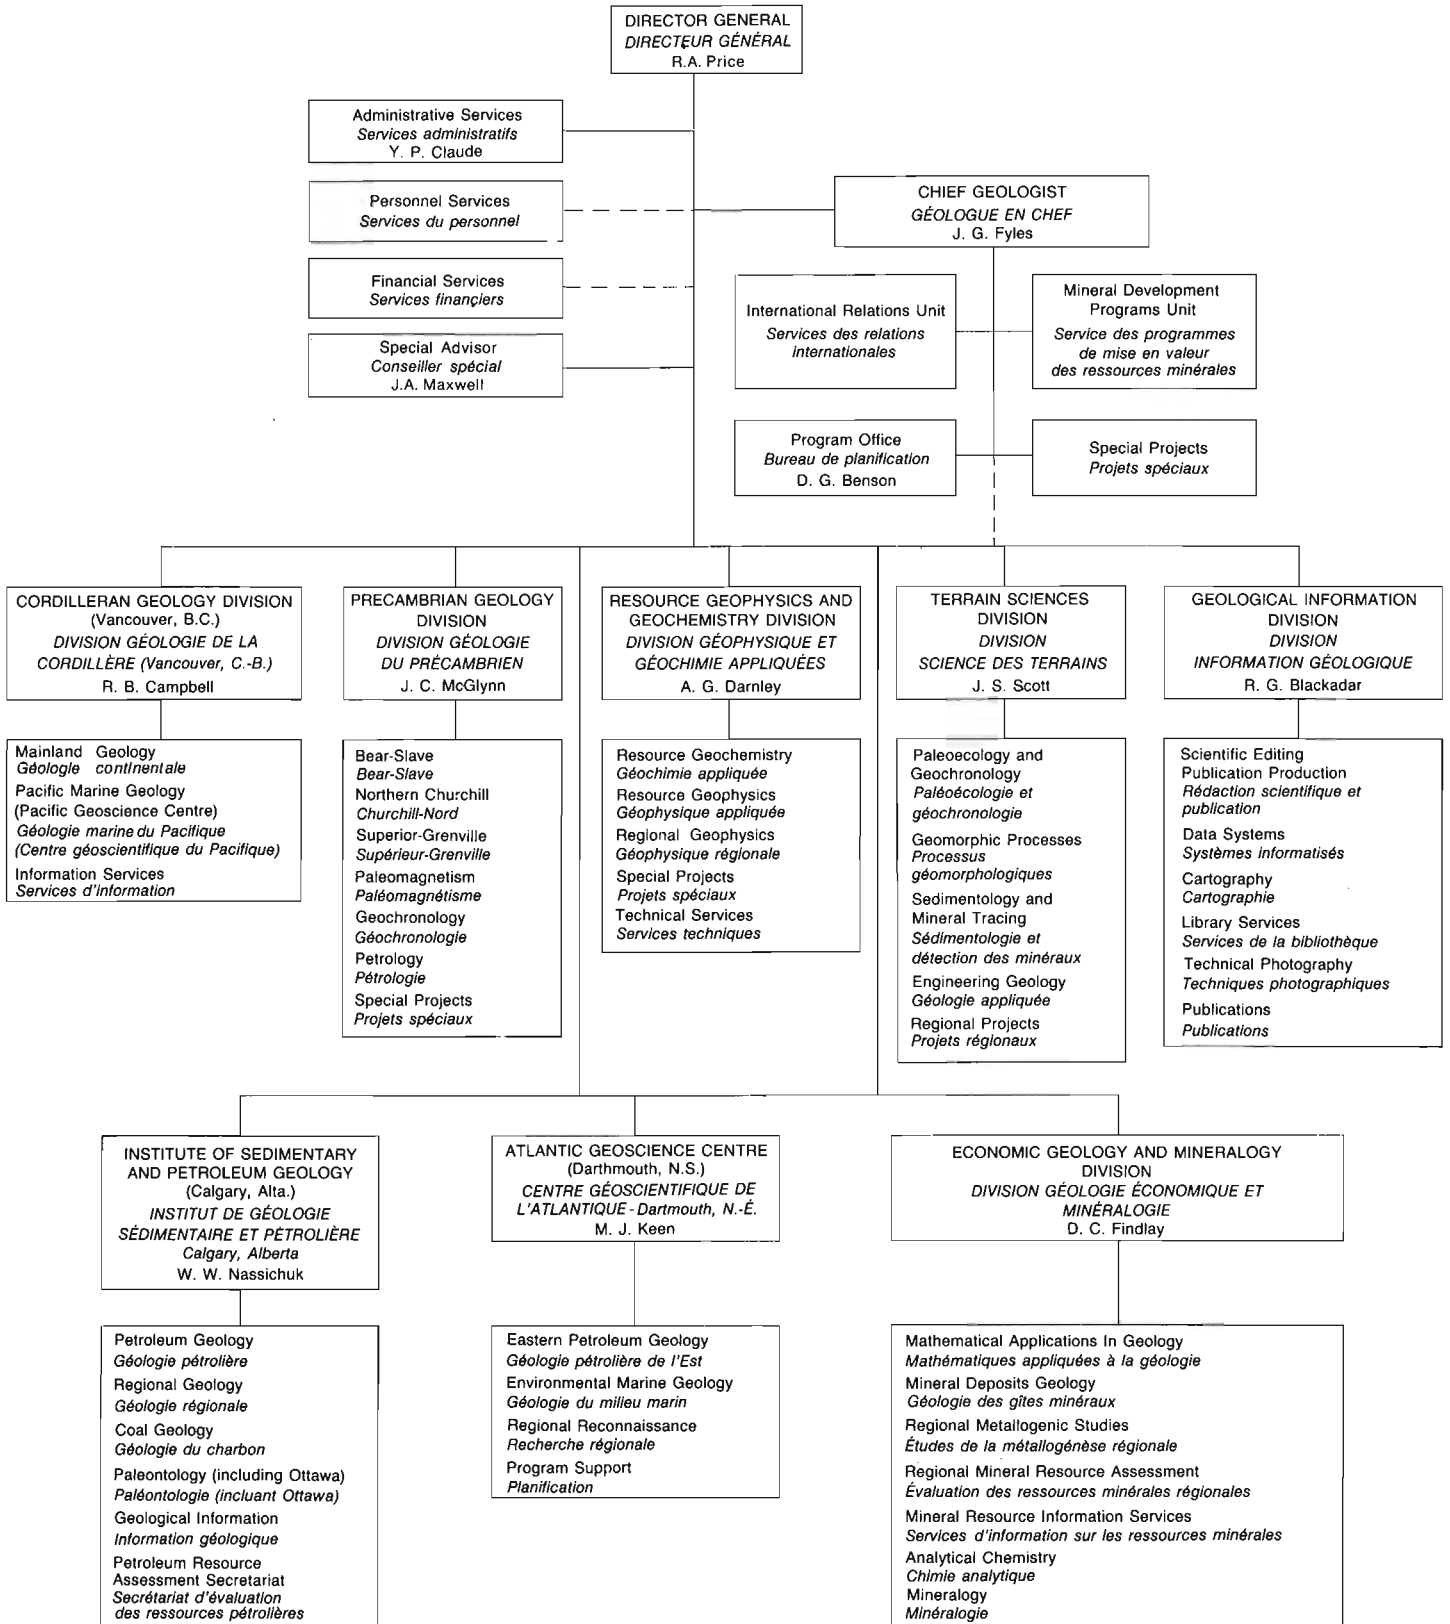 DIRECTOR GENERAL
DIRECTEUR GÉNÉRAL
R.A. Price
Administrative Services
Services administratifs
Y. P. Claude
Personnel Services
Services du personnel
CHIEF GEOLOGIST
GÉOLOGUE EN CHEF
J. G. Fyles
Financial Services
Services finançiers
Special Advisor
Conseiller spécial
J.A. Maxwell
International Relations Unit
Services des relations
internationales
Mineral Development
Programs Unit
Service des programmes
de mise en valeur
des ressources minérales
Program Office
Bureau de planification
D. G. Benson
Special Projects
Projets spéciaux
CORDILLERAN GEOLOGY DIVISION
(Vancouver, B.C.)
DIVISION GÉOLOGIE DE LA
CORDILLÈRE (Vancouver, C.-B.)
R. B. Campbell
PRECAMBRIAN GEOLOGY
DIVISION
DIVISION GÉOLOGIE
DU PRÉCAMBRIEN
J. C. McGlynn
RESOURCE GEOPHYSICS AND
GEOCHEMISTRY DIVISION
DIVISION GÉOPHYSIQUE ET
GÉOCHIMIE APPLIQUÉES
A. G. Darnley
TERRAIN SCIENCES
DIVISION
DIVISION
SCIENCE DES TERRAINS
J. S. Scott
GEOLOGICAL INFORMATION
DIVISION
DIVISION
INFORMATION GÉOLOGIQUE
R. G. Blackadar
Mainland Geology
Géologie continentale
Pacific Marine Geology
(Pacific Geoscience Centre)
Géologie marine du Pacifique
(Centre géoscientifique du Pacifique)
Information Services
Services d'information
Bear-Slave
Bear-Slave
Northern Churchill
Churchill-Nord
Superior-Grenville
Supérieur-Grenville
Paleomagnetism
Paléomagnétisme
Geochronology
Géochronologie
Petrology
Pétrologie
Special Projects
Projets spéciaux
Resource Geochemistry
Géochimie appliquée
Resource Geophysics
Géophysique appliquée
Regional Geophysics
Géophysique régionale
Special Projects
Projets spéciaux
Technical Services
Services techniques
Paleoecology and
Geochronology
Paléoécologie et
géochronologie
Geomorphic Processes
Processus
géomorphologiques
Sedimentology and
Mineral Tracing
Sédimentologie et
détection des minéraux
Engineering Geology
Géologie appliquée
Regional Projects
Projets régionaux
Scientific Editing
Publication Production
Rédaction scientifique et
publication
Data Systems
Systèmes informatisés
Cartography
Cartographie
Library Services
Services de la bibliothèque
Technical Photography
Techniques photographiques
Publications
Publications
INSTITUTE OF SEDIMENTARY
AND PETROLEUM GEOLOGY
(Calgary, Alta.)
INSTITUT DE GÉOLOGIE
SÉDIMENTAIRE ET PÉTROLIÈRE
Calgary, Alberta
W. W. Nassichuk
ATLANTIC GEOSCIENCE CENTRE
(Darthmouth, N.S.)
CENTRE GÉOSCIENTIFIQUE DE
L'ATLANTIQUE - Dartmouth, N.-É.
M. J. Keen
ECONOMIC GEOLOGY AND MINERALOGY
DIVISION
DIVISION GÉOLOGIE ÉCONOMIQUE ET
MINÉRALOGIE
D. C. Findlay
Petroleum Geology
Géologie pétrolière
Regional Geology
Géologie régionale
Coal Geology
Géologie du charbon
Paleontology (including Ottawa)
Paléontologie (incluant Ottawa)
Geological Information
Information géologique
Petroleum Resource
Assessment Secretariat
Secrétariat d'évaluation
des ressources pétrolières
Eastern Petroleum Geology
Géologie pétrolière de l'Est
Environmental Marine Geology
Géologie du milieu marin
Regional Reconnaissance
Recherche régionale
Program Support
Planification
Mathematical Applications In Geology
Mathématiques appliquées à la géologie
Mineral Deposits Geology
Géologie des gîtes minéraux
Regional Metallogenic Studies
Études de la métallogénèse régionale
Regional Mineral Resource Assessment
Évaluation des ressources minérales régionales
Mineral Resource Information Services
Services d'information sur les ressources minérales
Analytical Chemistry
Chimie analytique
Mineralogy
Minéralogie